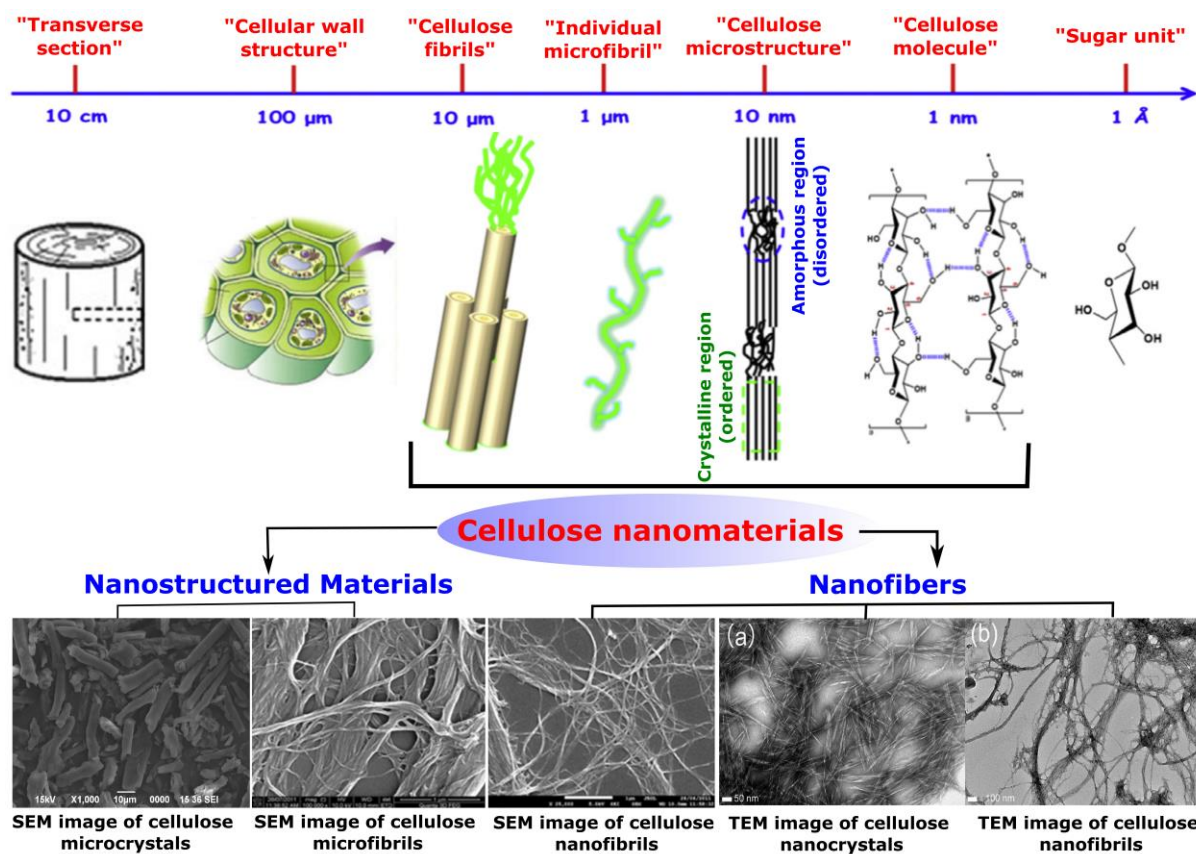 "Transverse
section"
"Cellular wall
structure"
"Cellulose
fibrils"
"Individual
microfibril"
"Cellulose
microstructure"
"Cellulose
molecule"
"Sugar unit"
10 cm
100 μm
10 μm
1 μm
10 nm
1 nm
1 Å
Amorphous region
(disordered)
Crystalline region
(ordered)
OH
HO
OH
OH
Cellulose nanomaterials
Nanostructured Materials
Nanofibers
15kV X1,000 10μm 0000 15 36 SEI
(a)
50 nm
(b)
100 nm
SEM image of cellulose
microcrystals
SEM image of cellulose
microfibrils
SEM image of cellulose
nanofibrils
TEM image of cellulose
nanocrystals
TEM image of cellulose
nanofibrils